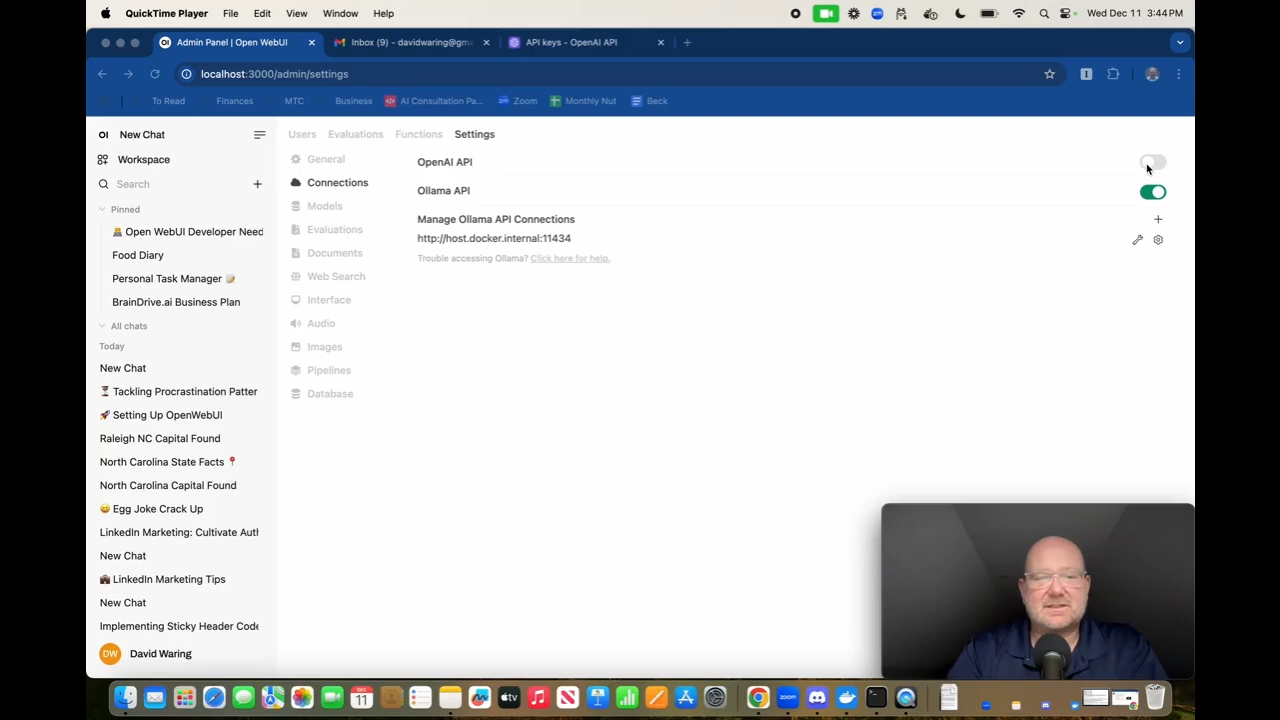 QuickTime Player File Edit View Window Help Wed Dec 11 3:44PM
Admin Panel | Open WebUI Inbox (9) - davidwaring@gma API keys - OpenAI API
localhost:3000/admin/settings
To Read Finances MTC Business AI Consultation Pa... Zoom Monthly Nut Beck
OI New Chat
Workspace
Search
Pinned
Open WebUI Developer Need
Food Diary
Personal Task Manager
BrainDrive.ai Business Plan
All chats
Today
New Chat
Tackling Procrastination Patter
Setting Up OpenWebUI
Raleigh NC Capital Found
North Carolina State Facts
North Carolina Capital Found
Egg Joke Crack Up
LinkedIn Marketing: Cultivate Auth
New Chat
LinkedIn Marketing Tips
New Chat
Implementing Sticky Header Code
DW David Waring
Users Evaluations Functions Settings
General
Connections
Models
Evaluations
Documents
Web Search
Interface
Audio
Images
Pipelines
Database
OpenAI API
Ollama API
Manage Ollama API Connections
http://host.docker.internal:11434
Trouble accessing Ollama? Click here for help.